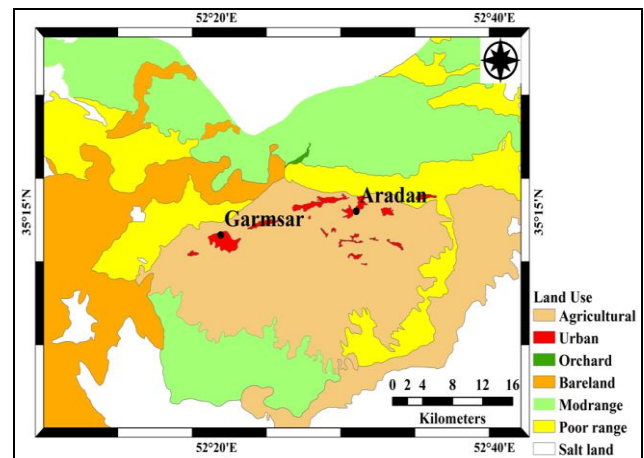 52°20'E 52°40'E
35°15'N 35°15'N
Aradan
Garmsar
Land Use
Agricultural
Urban
Orchard
Bareland
Modrange
Poor range
Salt land
0 2 4 8 12 16
Kilometers
52°20'E 52°40'E